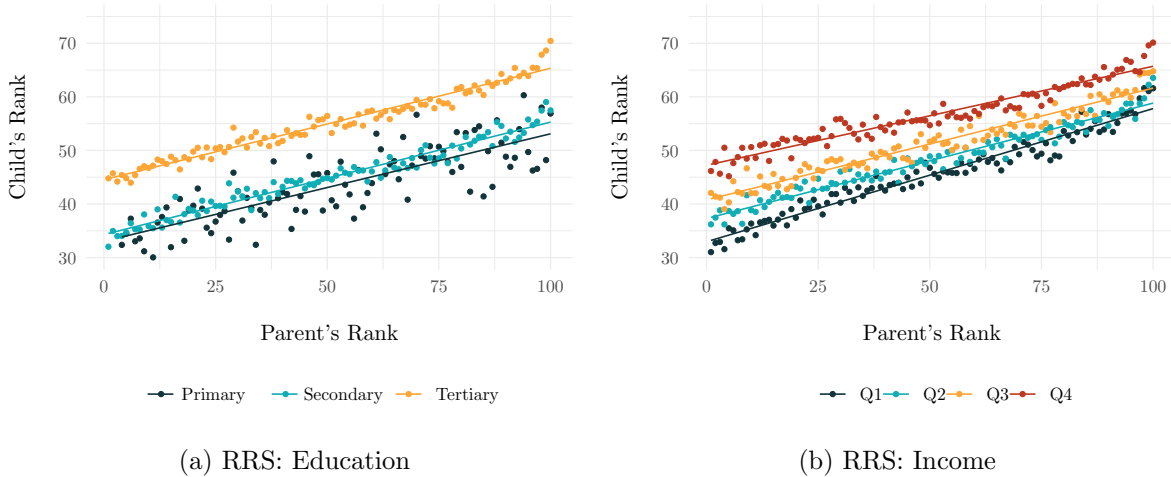 70
60
50
40
30
Child's Rank
0 25 50 75 100
Parent's Rank
Primary Secondary Tertiary
(a) RRS: Education
70
60
50
40
30
Child's Rank
0 25 50 75 100
Parent's Rank
Q1 Q2 Q3 Q4
(b) RRS: Income